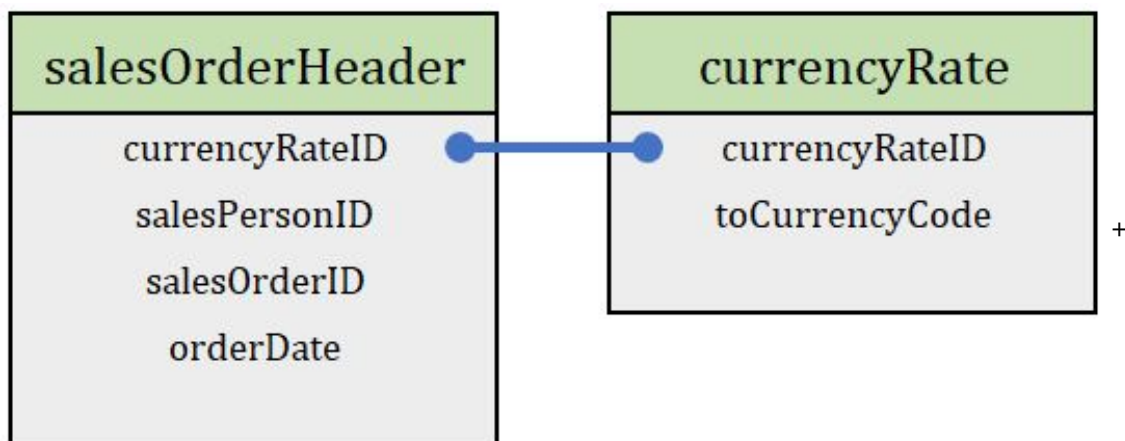 salesOrderHeader
currencyRateID
salesPersonID
salesOrderID
orderDate
currencyRate
currencyRateID
toCurrencyCode
+